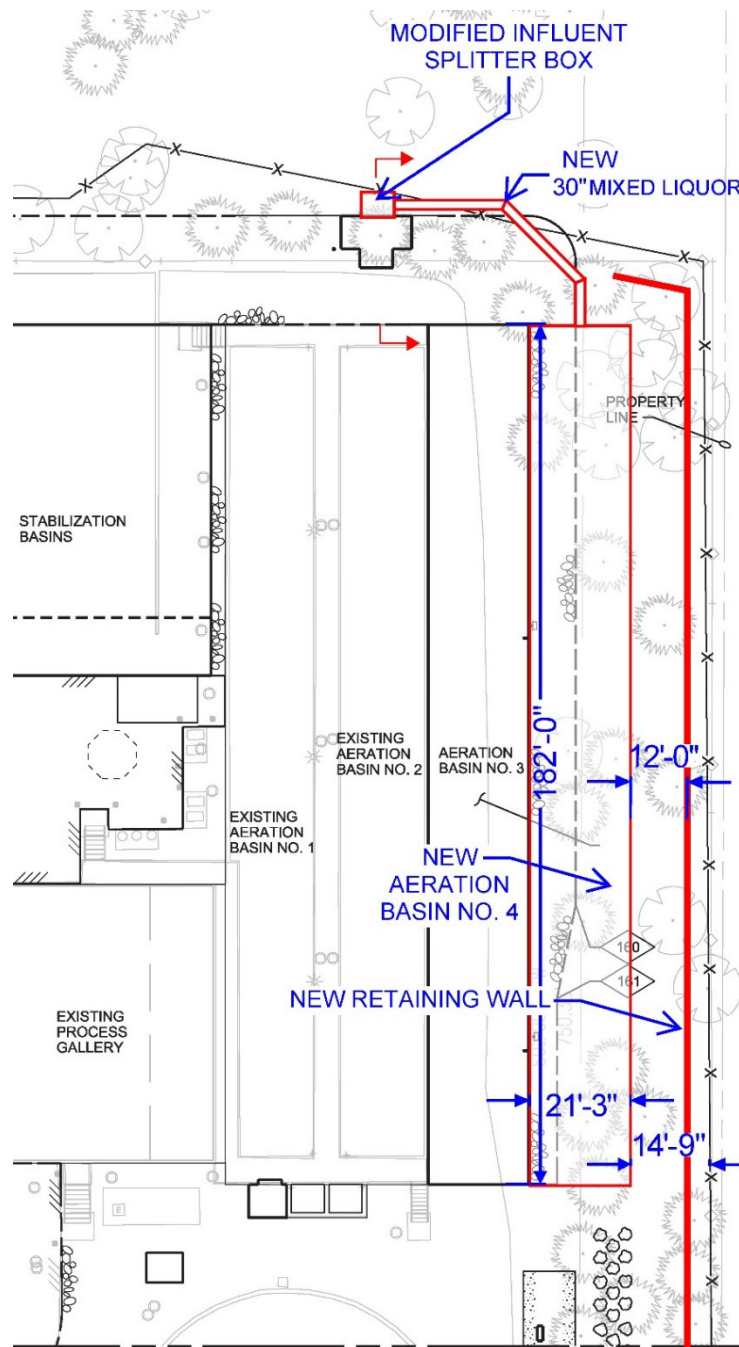 MODIFIED INFLUENT
SPLITTER BOX
NEW
30"MIXED LIQUOR
PROPERTY
LINE
STABILIZATION
BASINS
EXISTING
AERATION
BASIN NO. 2
AERATION
BASIN NO. 3
182'-0"
12'-0"
EXISTING
AERATION
BASIN NO. 1
NEW
AERATION
BASIN NO. 4
160
161
NEW RETAINING WALL
EXISTING
PROCESS
GALLERY
21'-3"
14'-9"